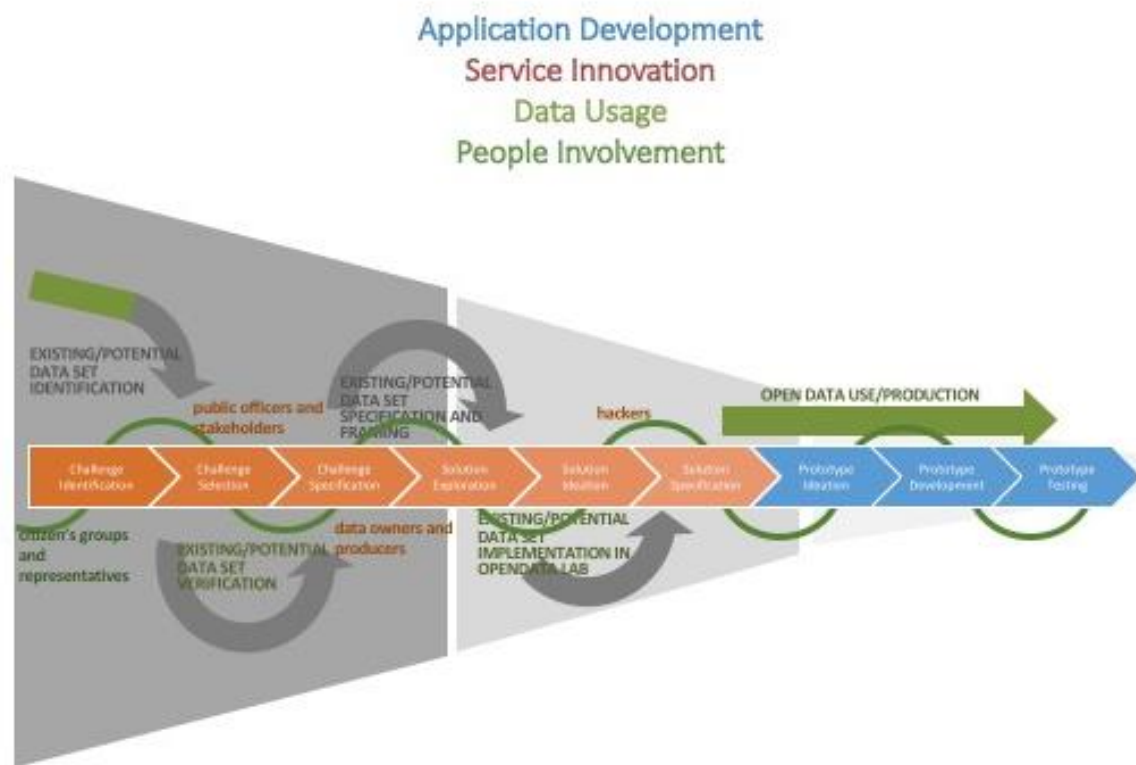 Application Development
Service Innovation
Data Usage
People Involvement
EXISTING/POTENTIAL
DATA SET
IDENTIFICATION
public officers and
stakeholders
EXISTING/POTENTIAL
DATA SET
SPECIFICATION AND
FRAMING
hackers
OPEN DATA USE/PRODUCTION
Challenge
Identification
Challenge
Selection
Challenge
Specification
Solution
Exploration
Solution
Ideation
Solution
Specification
Prototype
Ideation
Prototype
Development
Prototype
Testing
citizen's groups
and
representatives
EXISTING/POTENTIAL
DATA SET
VERIFICATION
data owners and
producers
EXISTING/POTENTIAL
DATA SET
IMPLEMENTATION IN
OPENDATA LAB